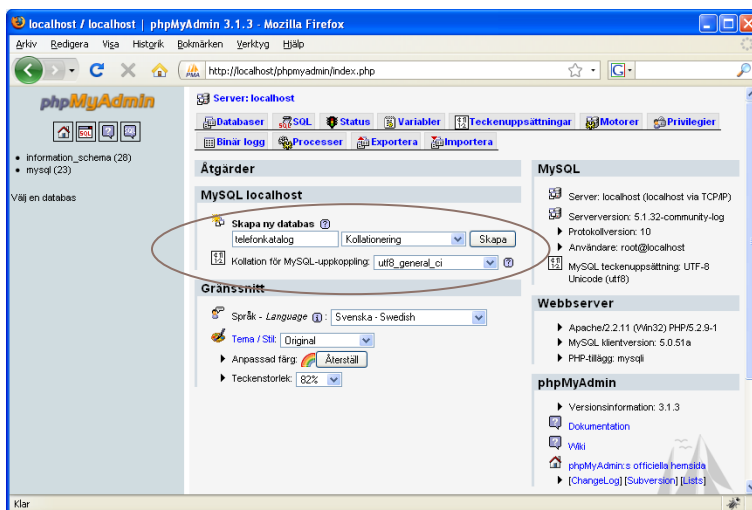 localhost / localhost | phpMyAdmin 3.1.3 - Mozilla Firefox
Arkiv Redigera Visa Historik Bokmärken Verktyg Hjälp
PMA http://localhost/phpmyadmin/index.php G
phpMyAdmin
SQL
information_schema (28)
mysql (23)
Välj en databas
Server: localhost
Databaser SQL Status Variabler Teckenuppsättningar Motorer Privilegier
Binär logg Processer Exportera Importera
Åtgärder
MySQL localhost
Skapa ny databas
telefonkatalog Kollationering Skapa
Kollation för MySQL-uppkoppling: utf8_general_ci
Gränssnitt
Språk - Language : Svenska - Swedish
Tema / Stil: Original
Anpassad färg: Återställ
Teckenstorlek: 82%
MySQL
Server: localhost (localhost via TCP/IP)
Serverversion: 5.1.32-community-log
Protokollversion: 10
Användare: root@localhost
MySQL teckenuppsättning: UTF-8
Unicode (utf8)
Webbserver
Apache/2.2.11 (Win32) PHP/5.2.9-1
MySQL klientversion: 5.0.51a
PHP-tillägg: mysqli
phpMyAdmin
Versionsinformation: 3.1.3
Dokumentation
Wiki
phpMyAdmin:s officiella hemsida
[ChangeLog] [Subversion] [Lists]
Klar